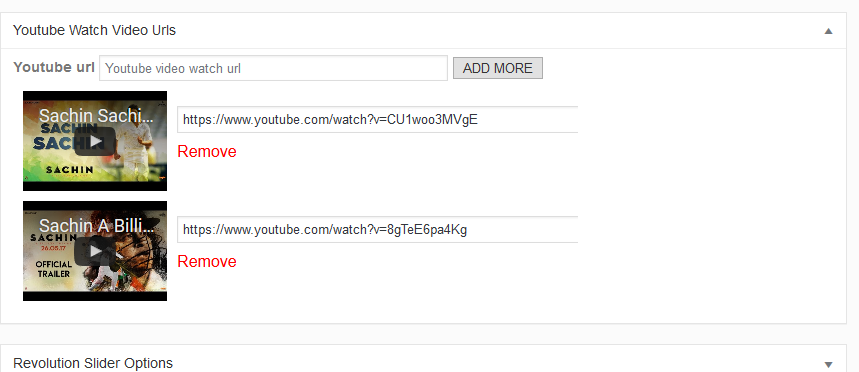 Youtube Watch Video Urls
Youtube url Youtube video watch url ADD MORE
Sachin Sachi...
SACHIN
SACHIN
SACHIN
https://www.youtube.com/watch?v=CU1woo3MVgE
Remove
Sachin A Billi...
SACHIN
26.05.17
OFFICIAL
TRAILER
https://www.youtube.com/watch?v=8gTeE6pa4Kg
Remove
Revolution Slider Options